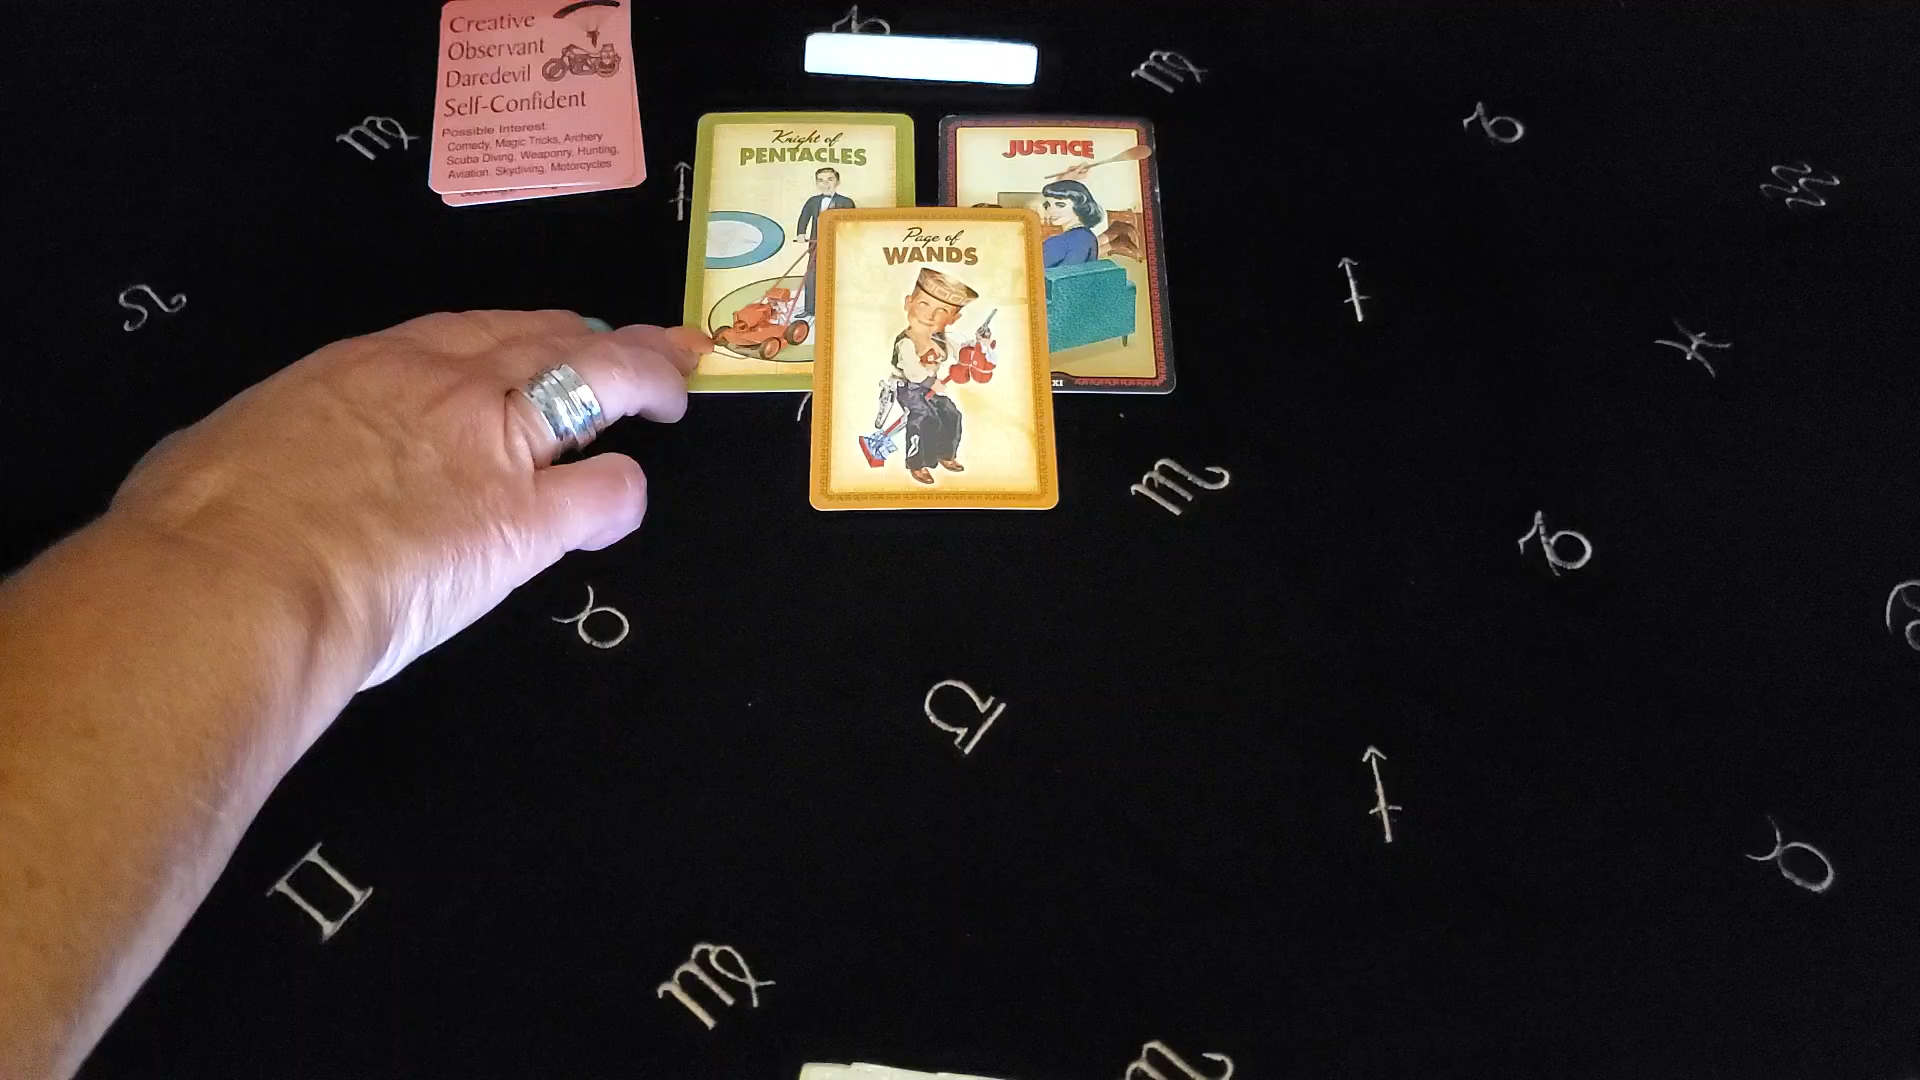 Creative
Observant
Daredevil
Self-Confident
Possible Interest:
Comedy, Magic Tricks, Archery
Scuba Diving, Weaponry, Hunting,
Aviation, Skydiving, Motorcycles
Knight of
PENTACLES
JUSTICE
XI
Page of
WANDS